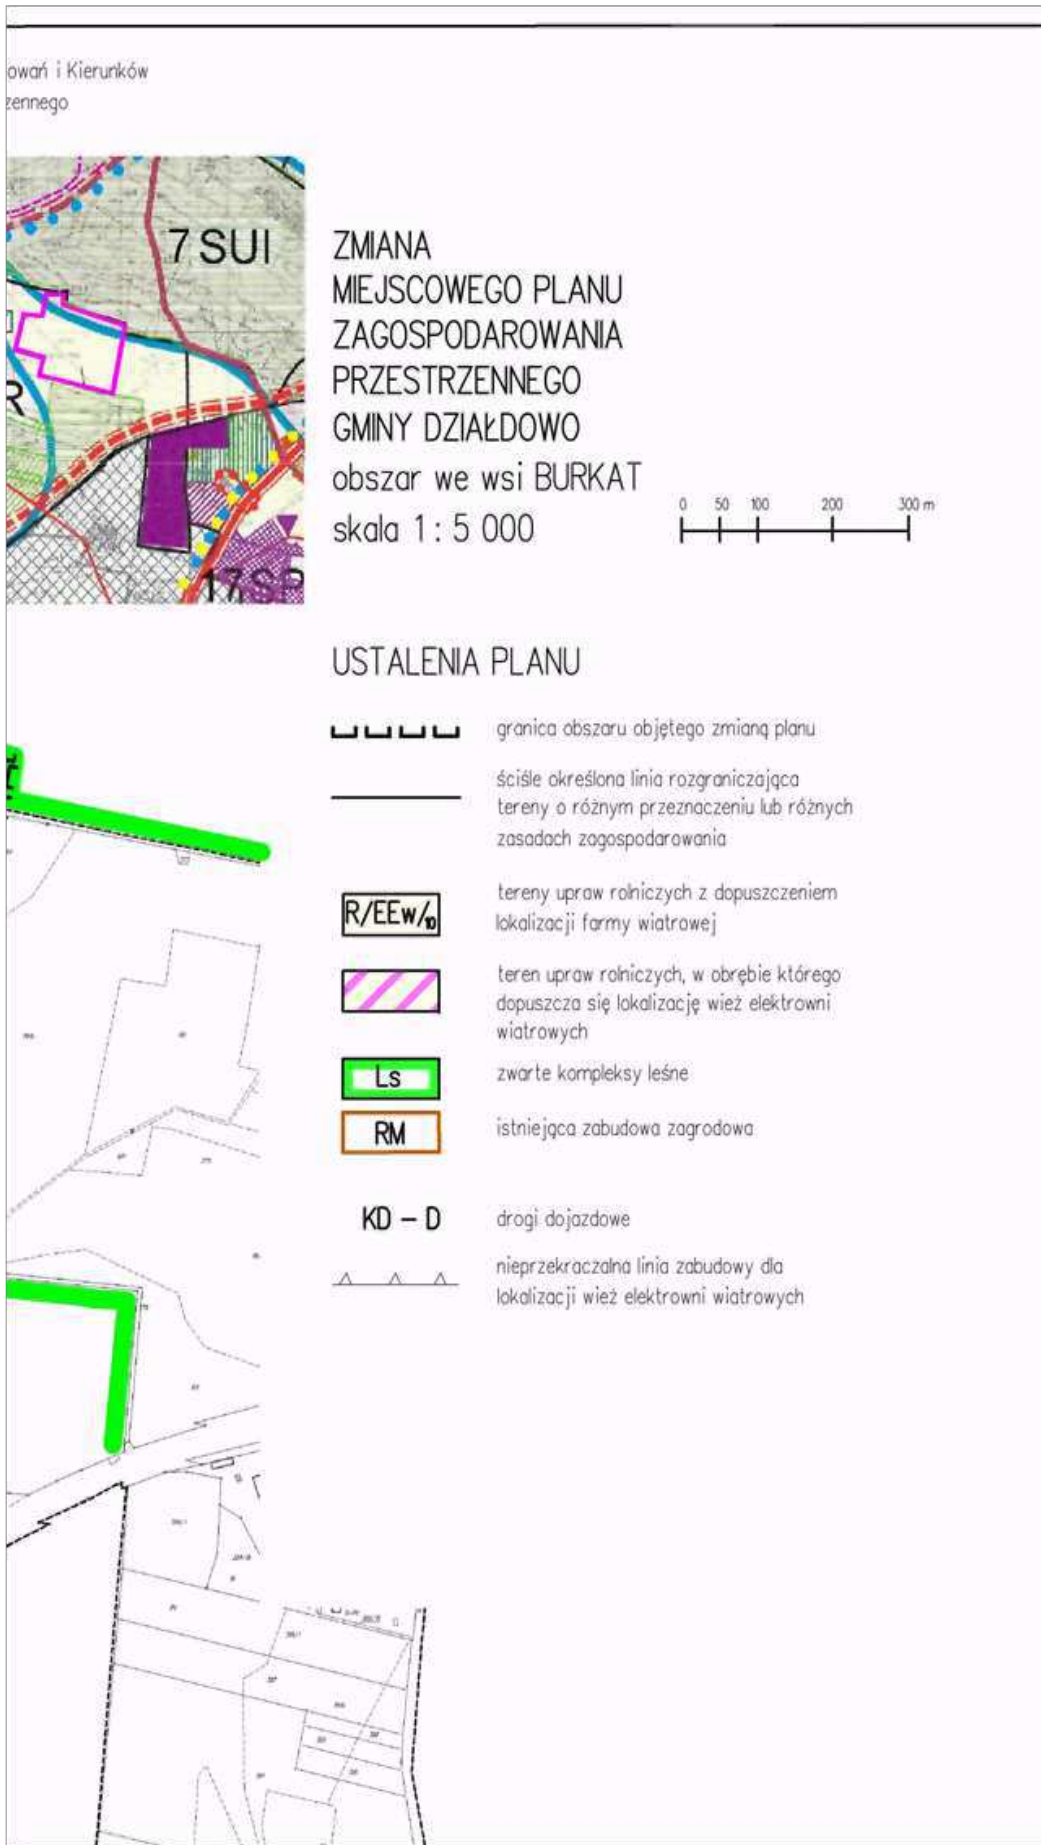 owań i Kierunków
zennego
7 SUI
R
17SP
ZMIANA
MIEJSCOWEGO PLANU
ZAGOSPODAROWANIA
PRZESTRZENNEGO
GMINY DZIAŁDOWO
obszar we wsi BURKAT
skala 1 : 5 000
0 50 100 200 300 m
USTALENIA PLANU
granica obszaru objętego zmianą planu
ściśle określona linia rozgraniczająca
tereny o różnym przeznaczeniu lub różnych
zasadach zagospodarowania
R/EEw/10
tereny upraw rolniczych z dopuszczeniem
lokalizacji farmy wiatrowej
teren upraw rolniczych, w obrębie którego
dopuszcza się lokalizację wież elektrowni
wiatrowych
Ls
zwarte kompleksy leśne
RM
istniejąca zabudowa zagrodowa
KD - D
drogi dojazdowe
nieprzekraczalna linia zabudowy dla
lokalizacji wież elektrowni wiatrowych